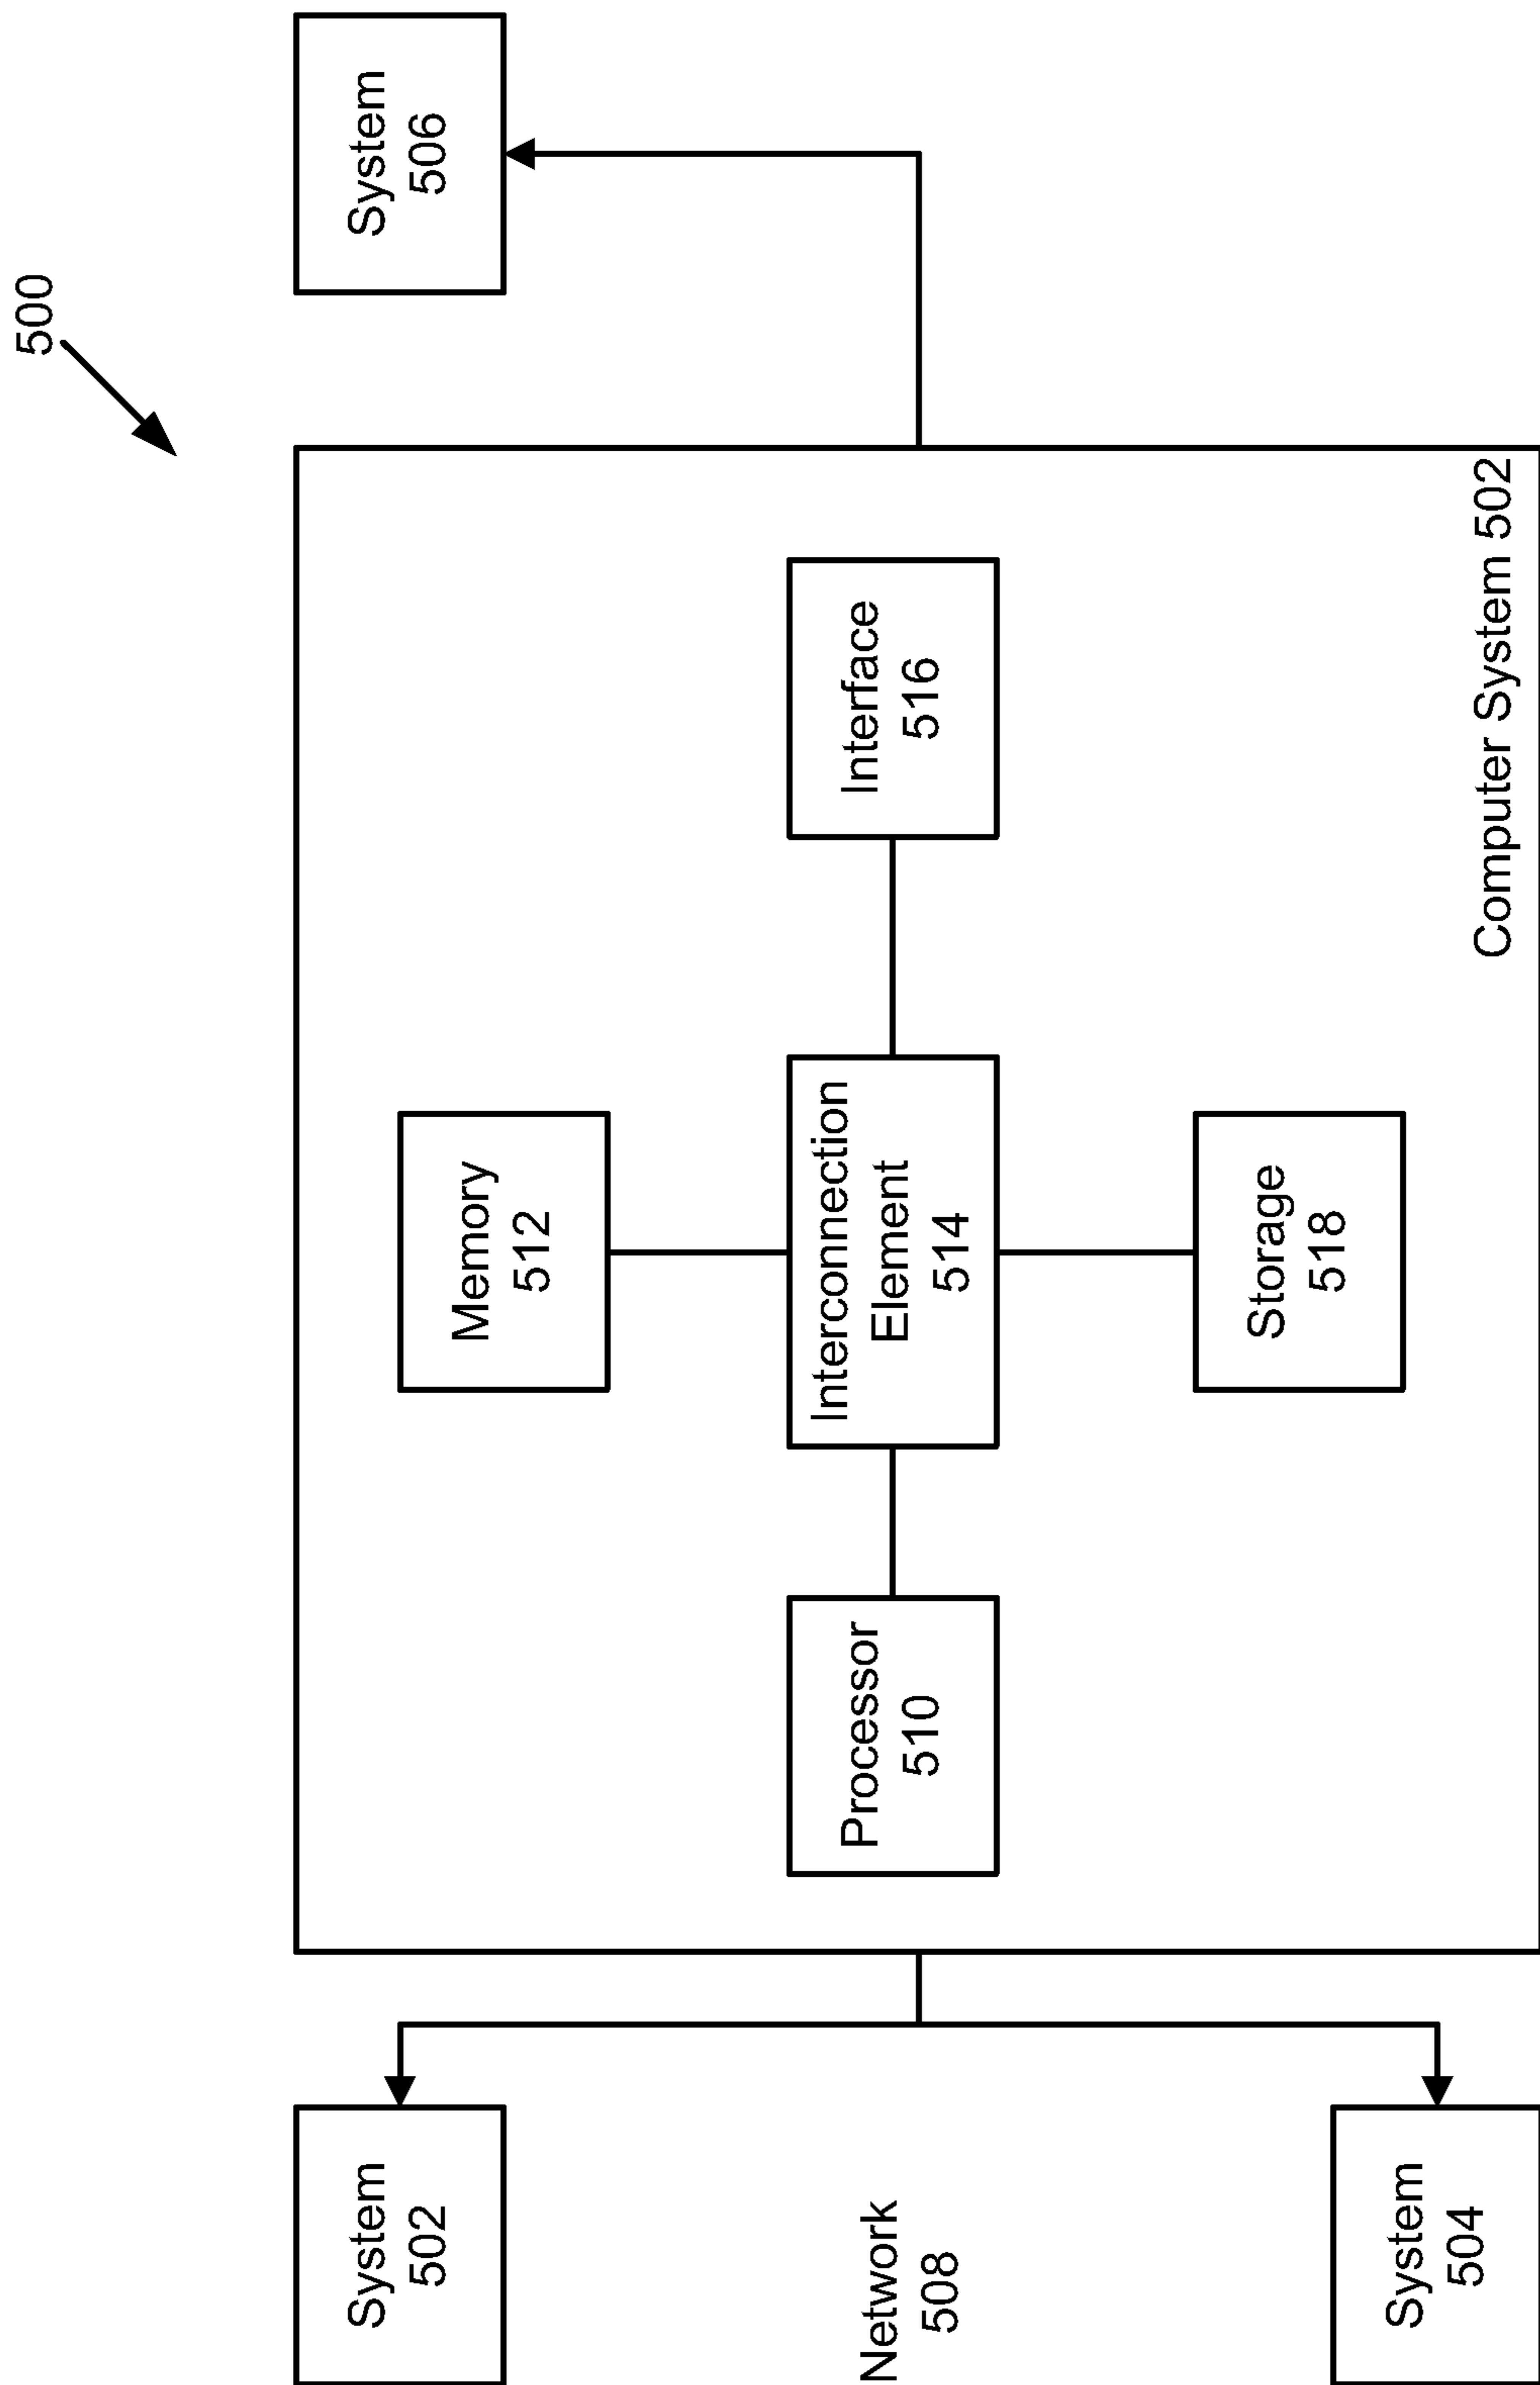 500
System
506
System
502
Memory
512
Processor
510
Interconnection
Element
514
Interface
516
Network
508
Storage
518
System
504
Computer System 502